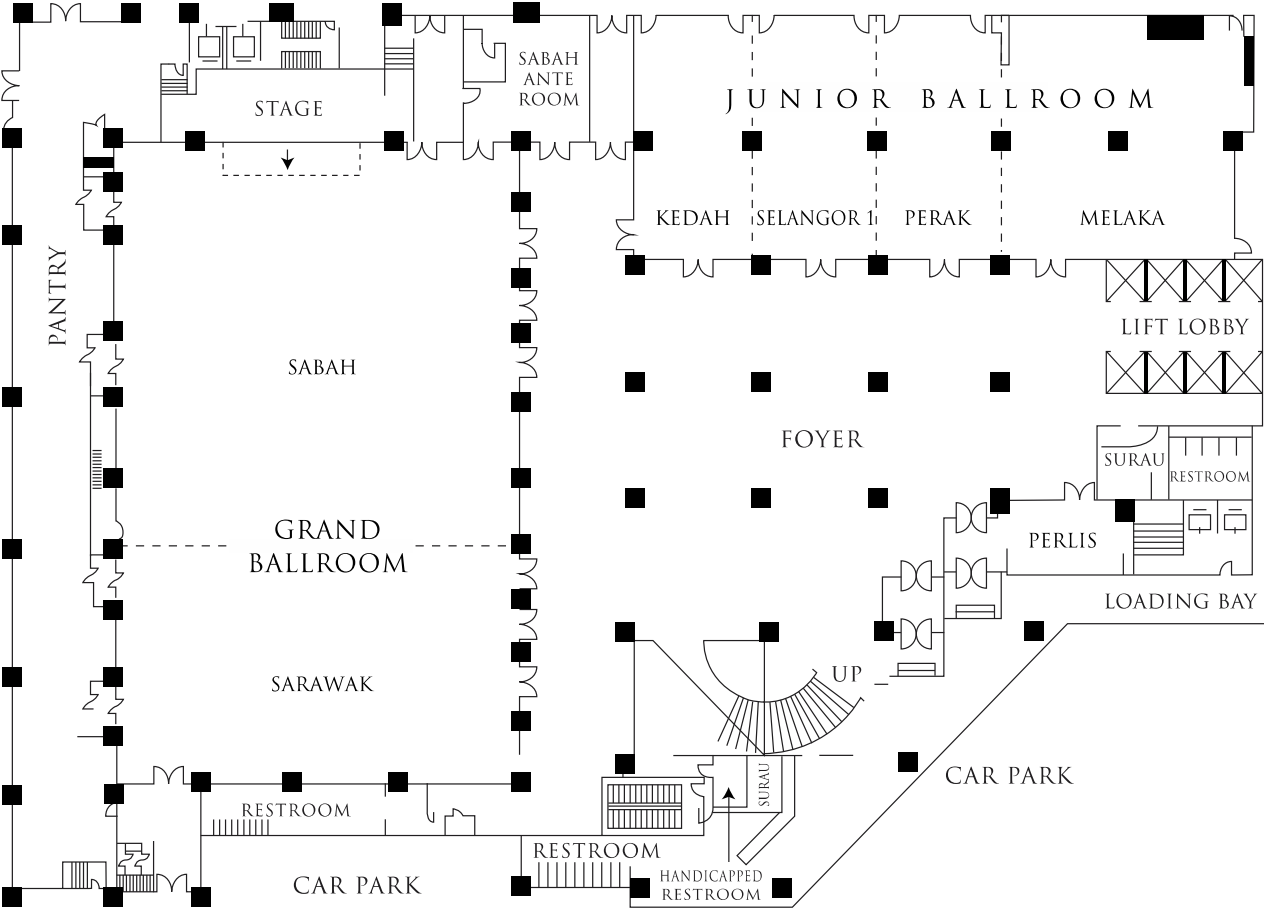 STAGE
SABAH
ANTE
ROOM
JUNIOR BALLROOM
KEDAH
SELANGOR 1
PERAK
MELAKA
PANTRY
LIFT LOBBY
SABAH
FOYER
SURAU
RESTROOM
GRAND
BALLROOM
PERLIS
LOADING BAY
SARAWAK
UP
CAR PARK
SURAU
RESTROOM
RESTROOM
HANDICAPPED
RESTROOM
CAR PARK